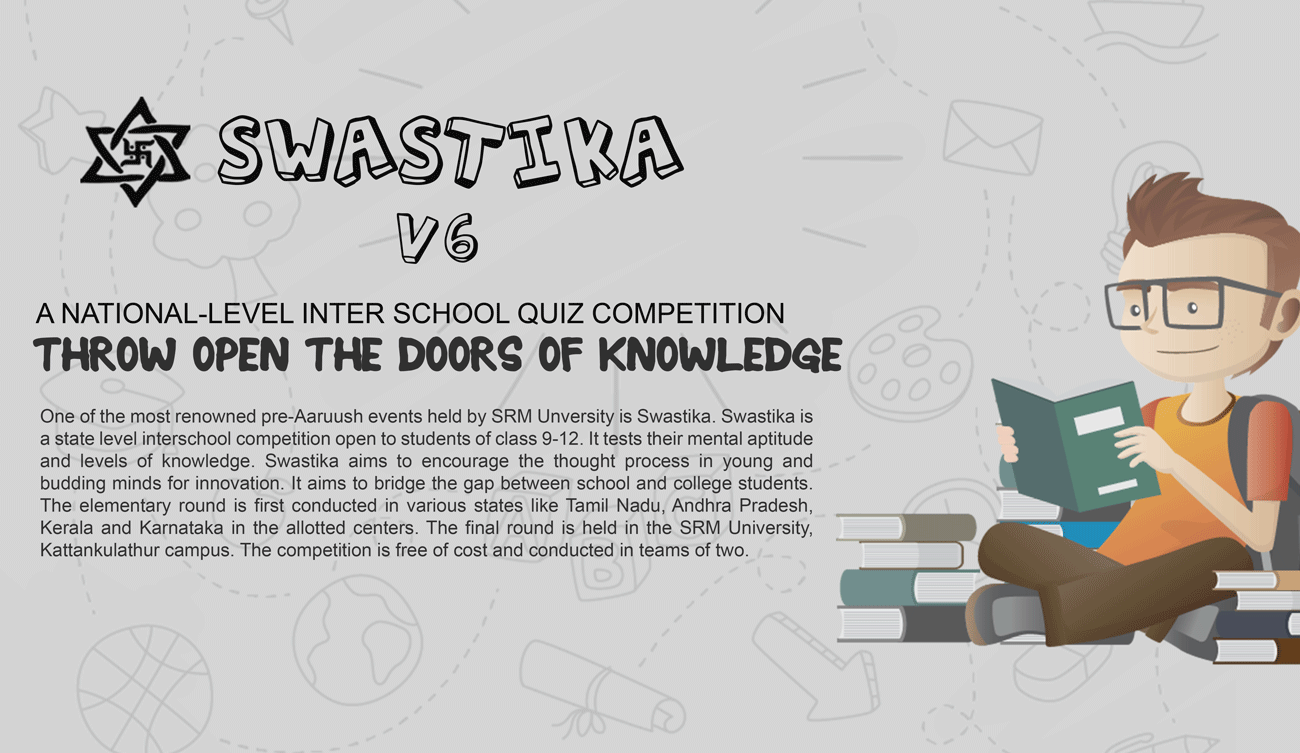 SWASTIKA
V6
A NATIONAL-LEVEL INTER SCHOOL QUIZ COMPETITION
THROW OPEN THE DOORS OF KNOWLEDGE
One of the most renowned pre-Aaruush events held by SRM Unversity is Swastika. Swastika is
a state level interschool competition open to students of class 9-12. It tests their mental aptitude
and levels of knowledge. Swastika aims to encourage the thought process in young and
budding minds for innovation. It aims to bridge the gap between school and college students.
The elementary round is first conducted in various states like Tamil Nadu, Andhra Pradesh,
Kerala and Karnataka in the allotted centers. The final round is held in the SRM University,
Kattankulathur campus. The competition is free of cost and conducted in teams of two.
A C
B